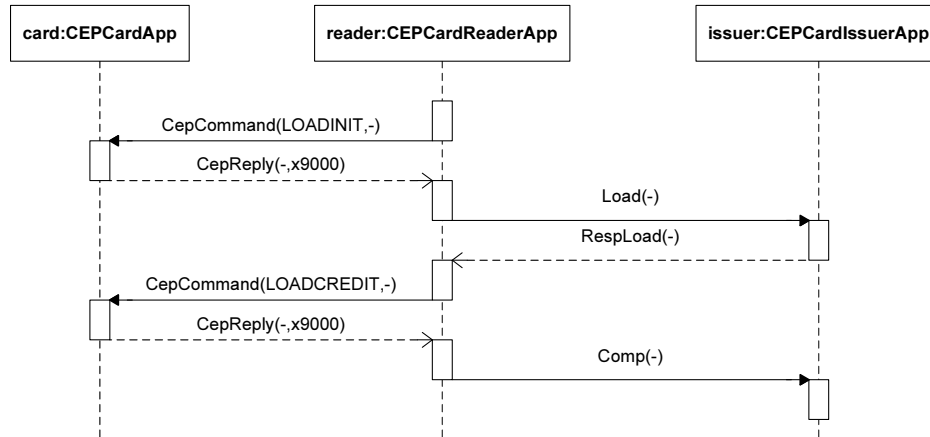 card:CEPCardApp
reader:CEPCardReaderApp
issuer:CEPCardIssuerApp
CepCommand(LOADINIT,-)
CepReply(-,x9000)
Load(-)
RespLoad(-)
CepCommand(LOADCREDIT,-)
CepReply(-,x9000)
Comp(-)